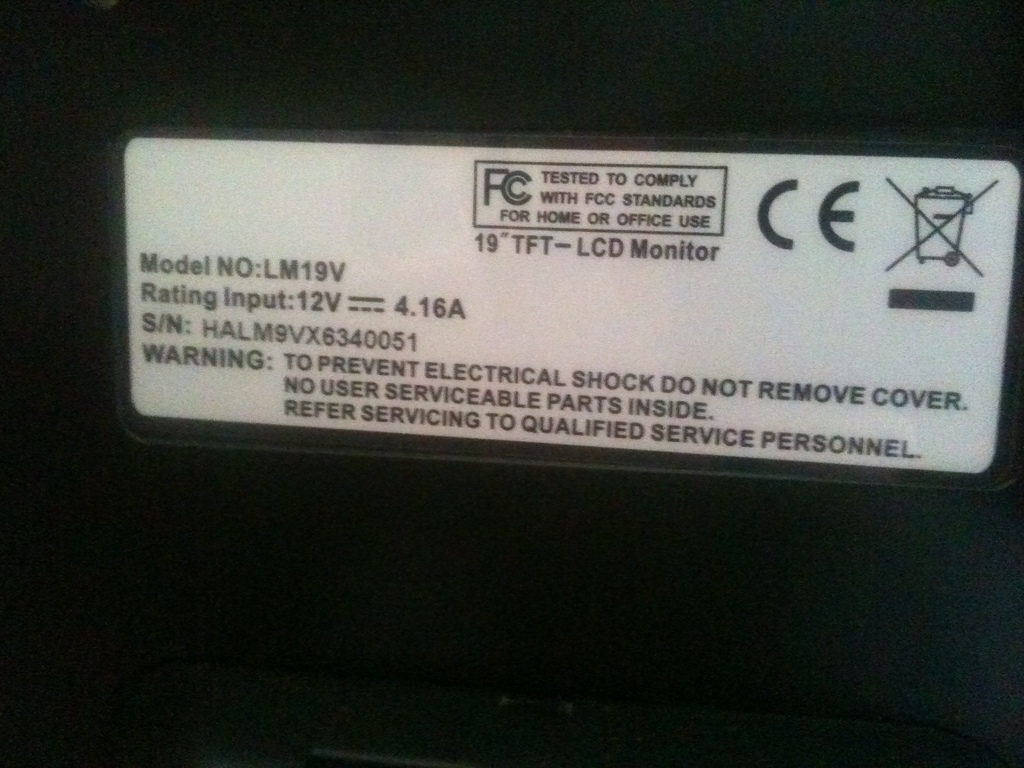 FC TESTED TO COMPLY
WITH FCC STANDARDS
FOR HOME OR OFFICE USE
CE
19" TFT-LCD Monitor
Model NO:LM19V
Rating Input:12V ⎓ 4.16A
S/N: HALM9VX6340051
WARNING: TO PREVENT ELECTRICAL SHOCK DO NOT REMOVE COVER.
NO USER SERVICEABLE PARTS INSIDE.
REFER SERVICING TO QUALIFIED SERVICE PERSONNEL.